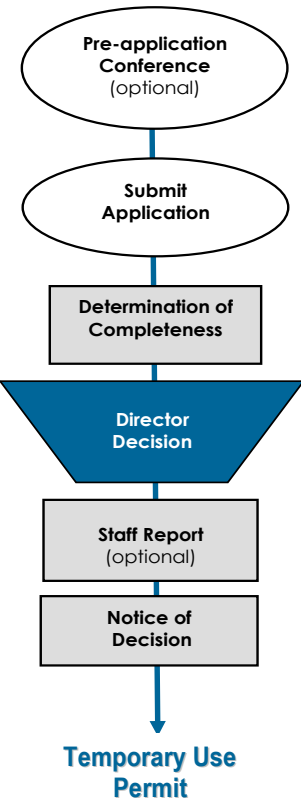 Pre-application
Conference
(optional)
Submit
Application
Determination of
Completeness
Director
Decision
Staff Report
(optional)
Notice of
Decision
Temporary Use
Permit